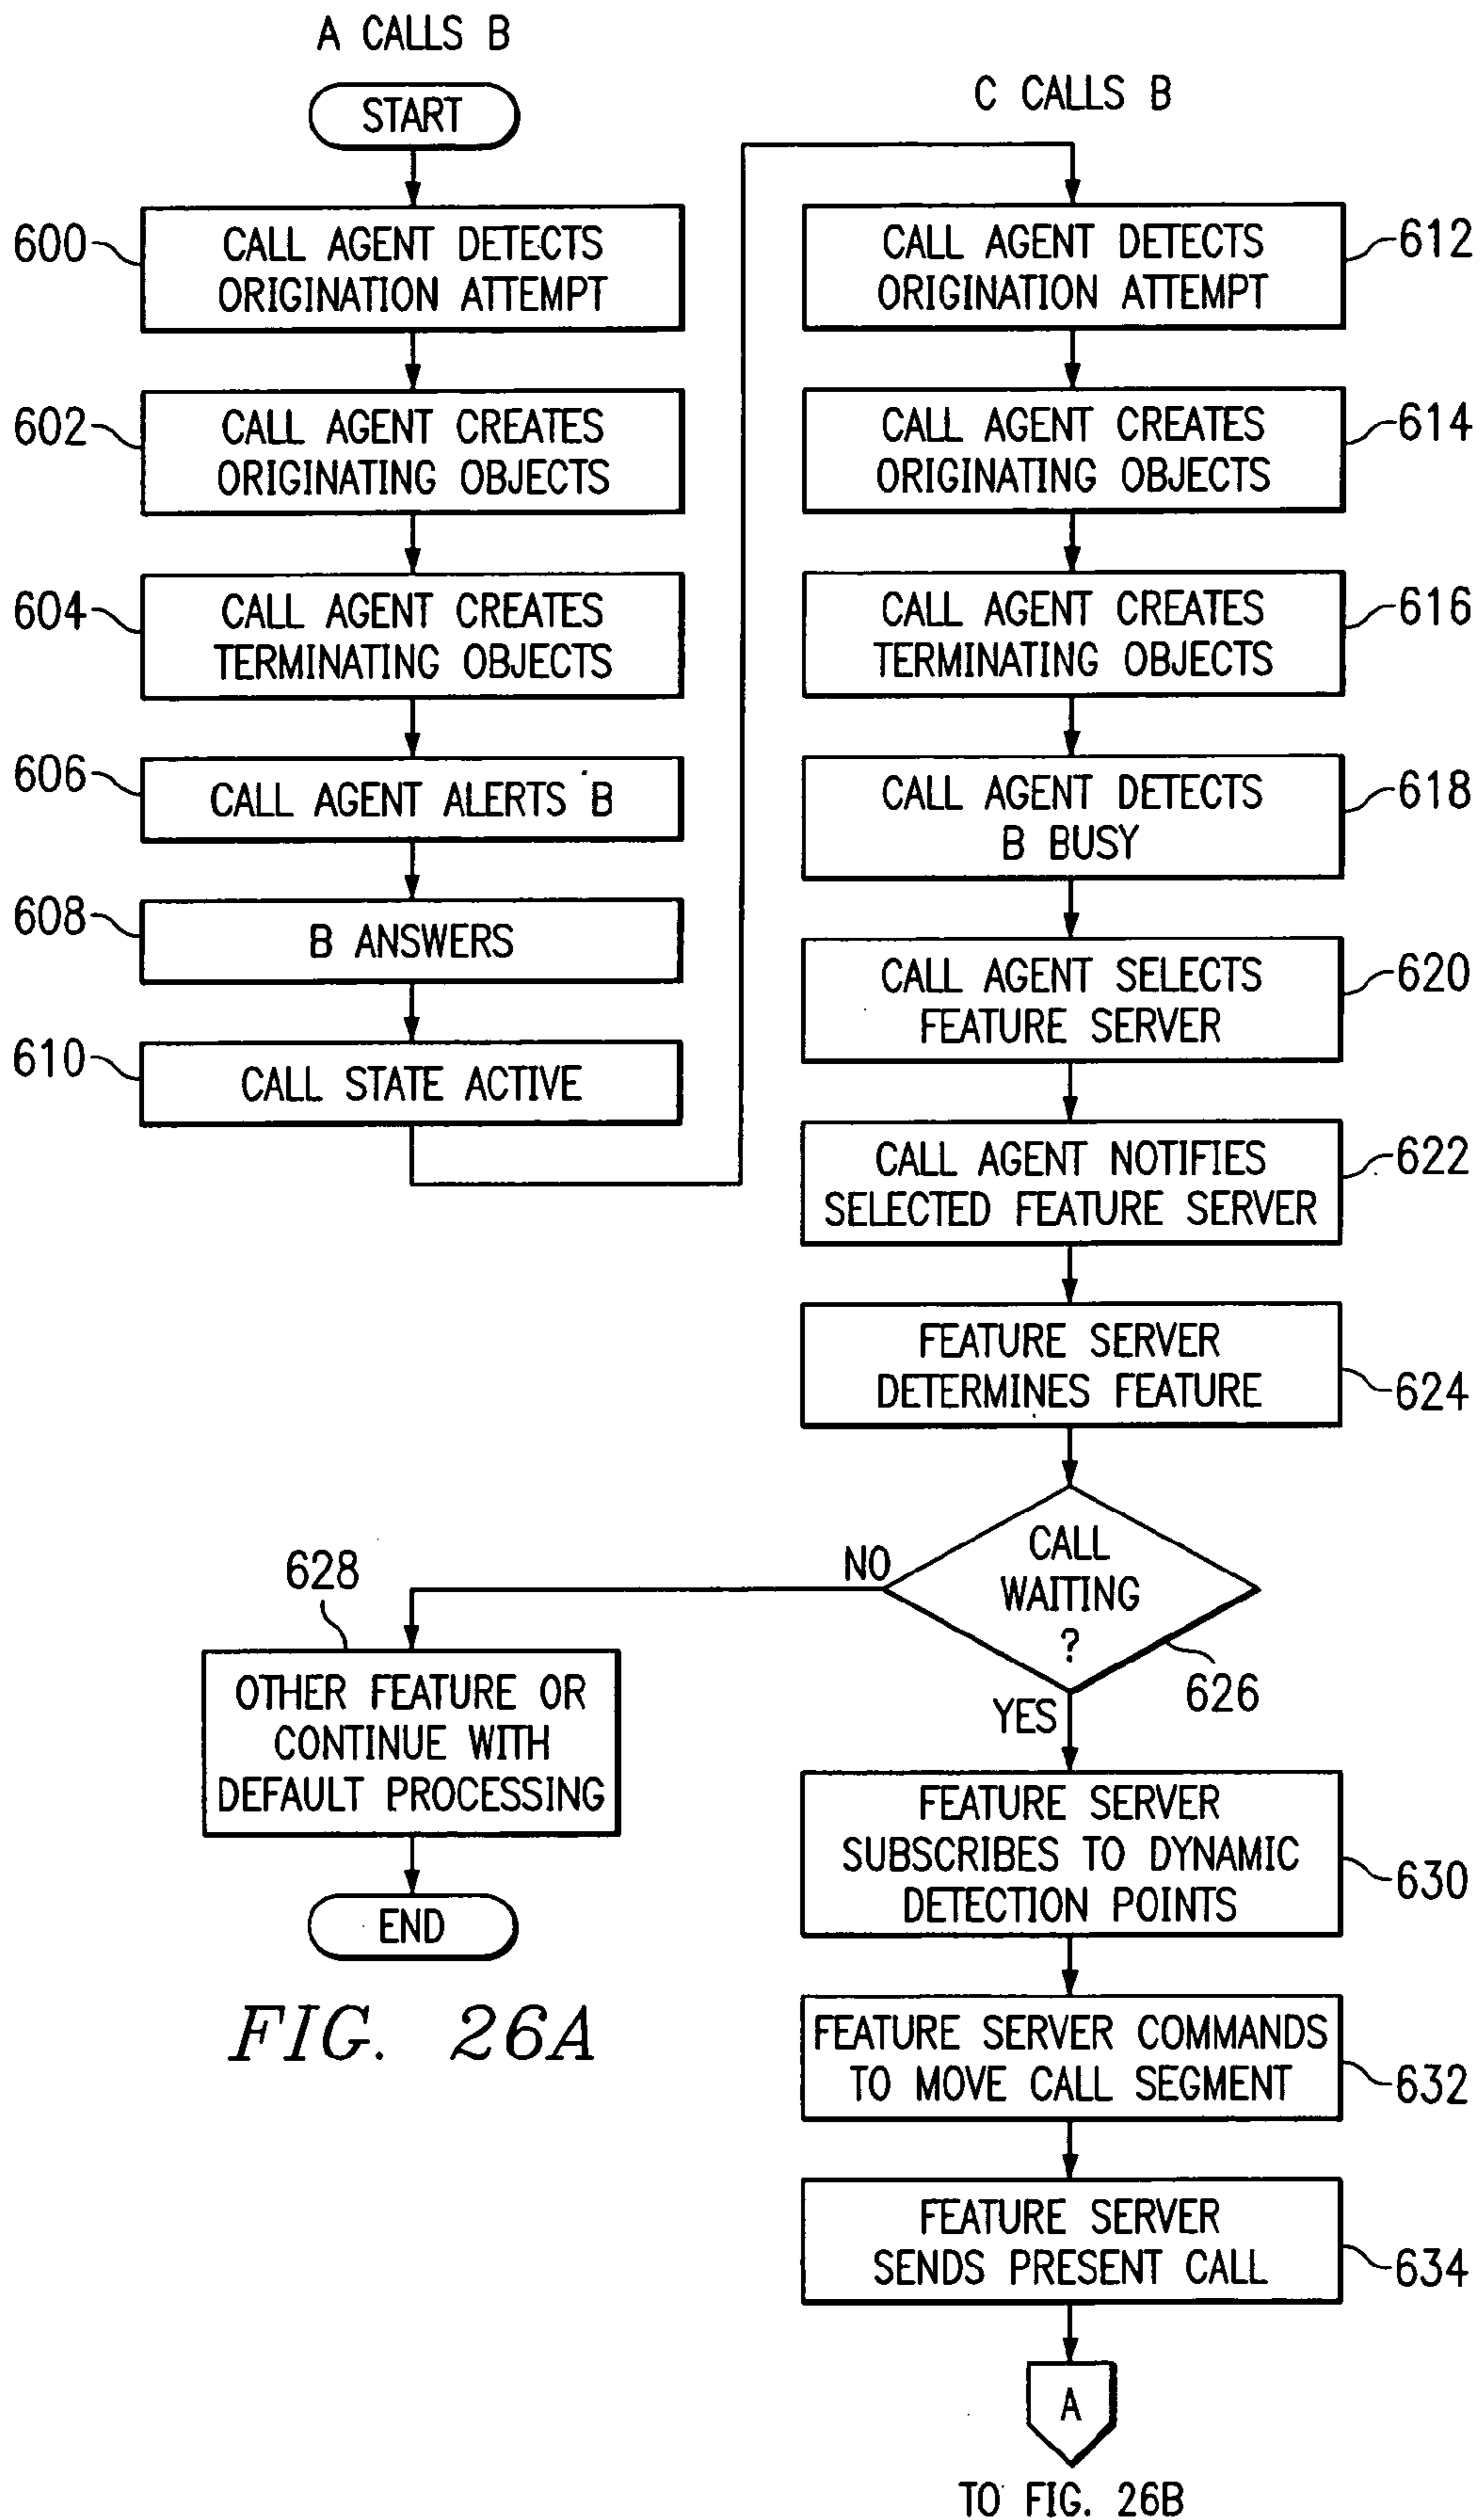 A CALLS B
START
600
CALL AGENT DETECTS
ORIGINATION ATTEMPT
602
CALL AGENT CREATES
ORIGINATING OBJECTS
604
CALL AGENT CREATES
TERMINATING OBJECTS
606
CALL AGENT ALERTS B
608
B ANSWERS
610
CALL STATE ACTIVE
C CALLS B
CALL AGENT DETECTS
ORIGINATION ATTEMPT
612
CALL AGENT CREATES
ORIGINATING OBJECTS
614
CALL AGENT CREATES
TERMINATING OBJECTS
616
CALL AGENT DETECTS
B BUSY
618
CALL AGENT SELECTS
FEATURE SERVER
620
CALL AGENT NOTIFIES
SELECTED FEATURE SERVER
622
FEATURE SERVER
DETERMINES FEATURE
624
CALL
WAITING
?
626
NO
628
OTHER FEATURE OR
CONTINUE WITH
DEFAULT PROCESSING
END
YES
FEATURE SERVER
SUBSCRIBES TO DYNAMIC
DETECTION POINTS
630
FEATURE SERVER COMMANDS
TO MOVE CALL SEGMENT
632
FEATURE SERVER
SENDS PRESENT CALL
634
A
TO FIG. 26B
FIG. 26A